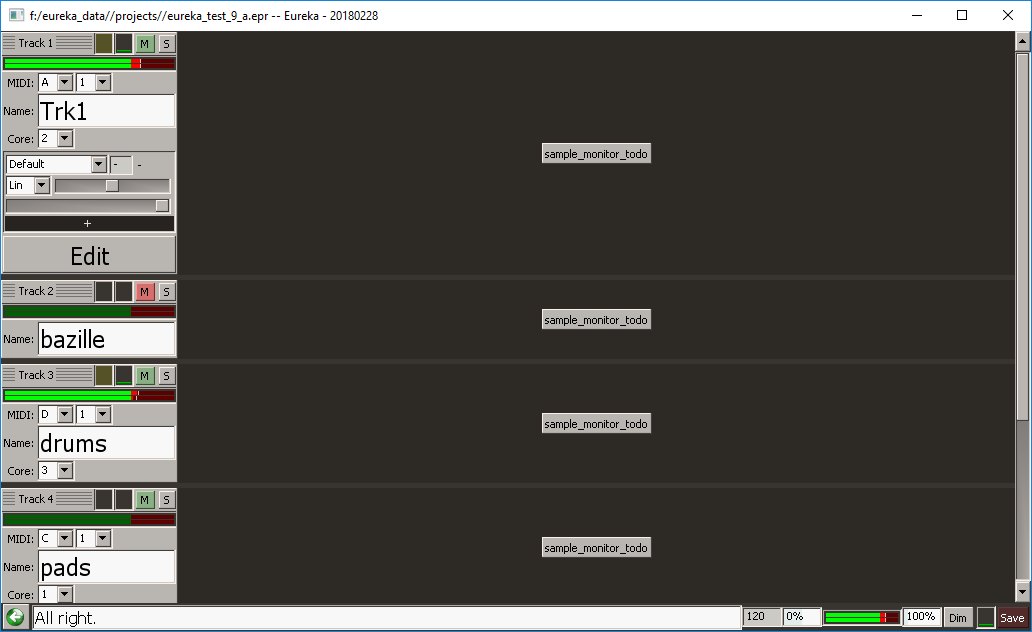 f:/eureka_data//projects//eureka_test_9_a.epr -- Eureka - 20180228
Track 1 M S
MIDI: A 1
Name: Trk1
Core: 2
Default - -
Lin
+
Edit
sample_monitor_todo
Track 2 M S
Name: bazille
sample_monitor_todo
Track 3 M S
MIDI: D 1
Name: drums
Core: 3
sample_monitor_todo
Track 4 M S
MIDI: C 1
Name: pads
Core: 1
sample_monitor_todo
All right. 120 0% 100% Dim Save